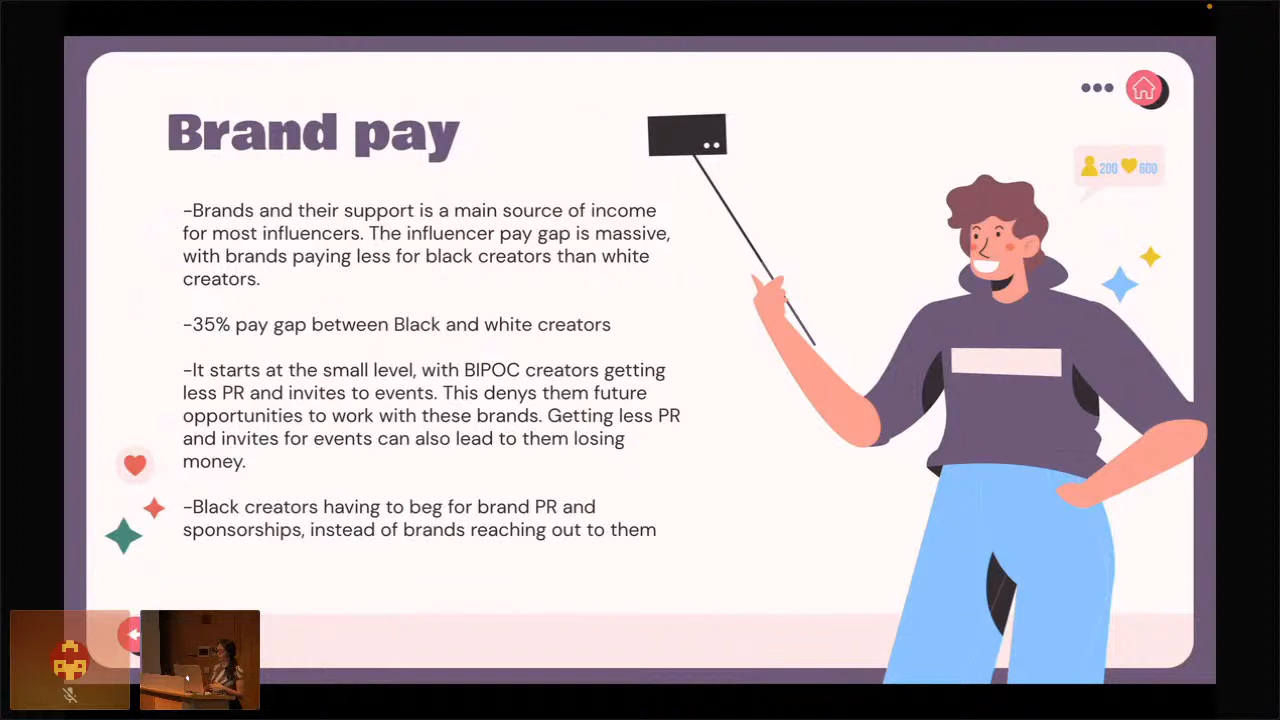 Brand pay
200 600
-Brands and their support is a main source of income
for most influencers. The influencer pay gap is massive,
with brands paying less for black creators than white
creators.
-35% pay gap between Black and white creators
-It starts at the small level, with BIPOC creators getting
less PR and invites to events. This denys them future
opportunities to work with these brands. Getting less PR
and invites for events can also lead to them losing
money.
-Black creators having to beg for brand PR and
sponsorships, instead of brands reaching out to them